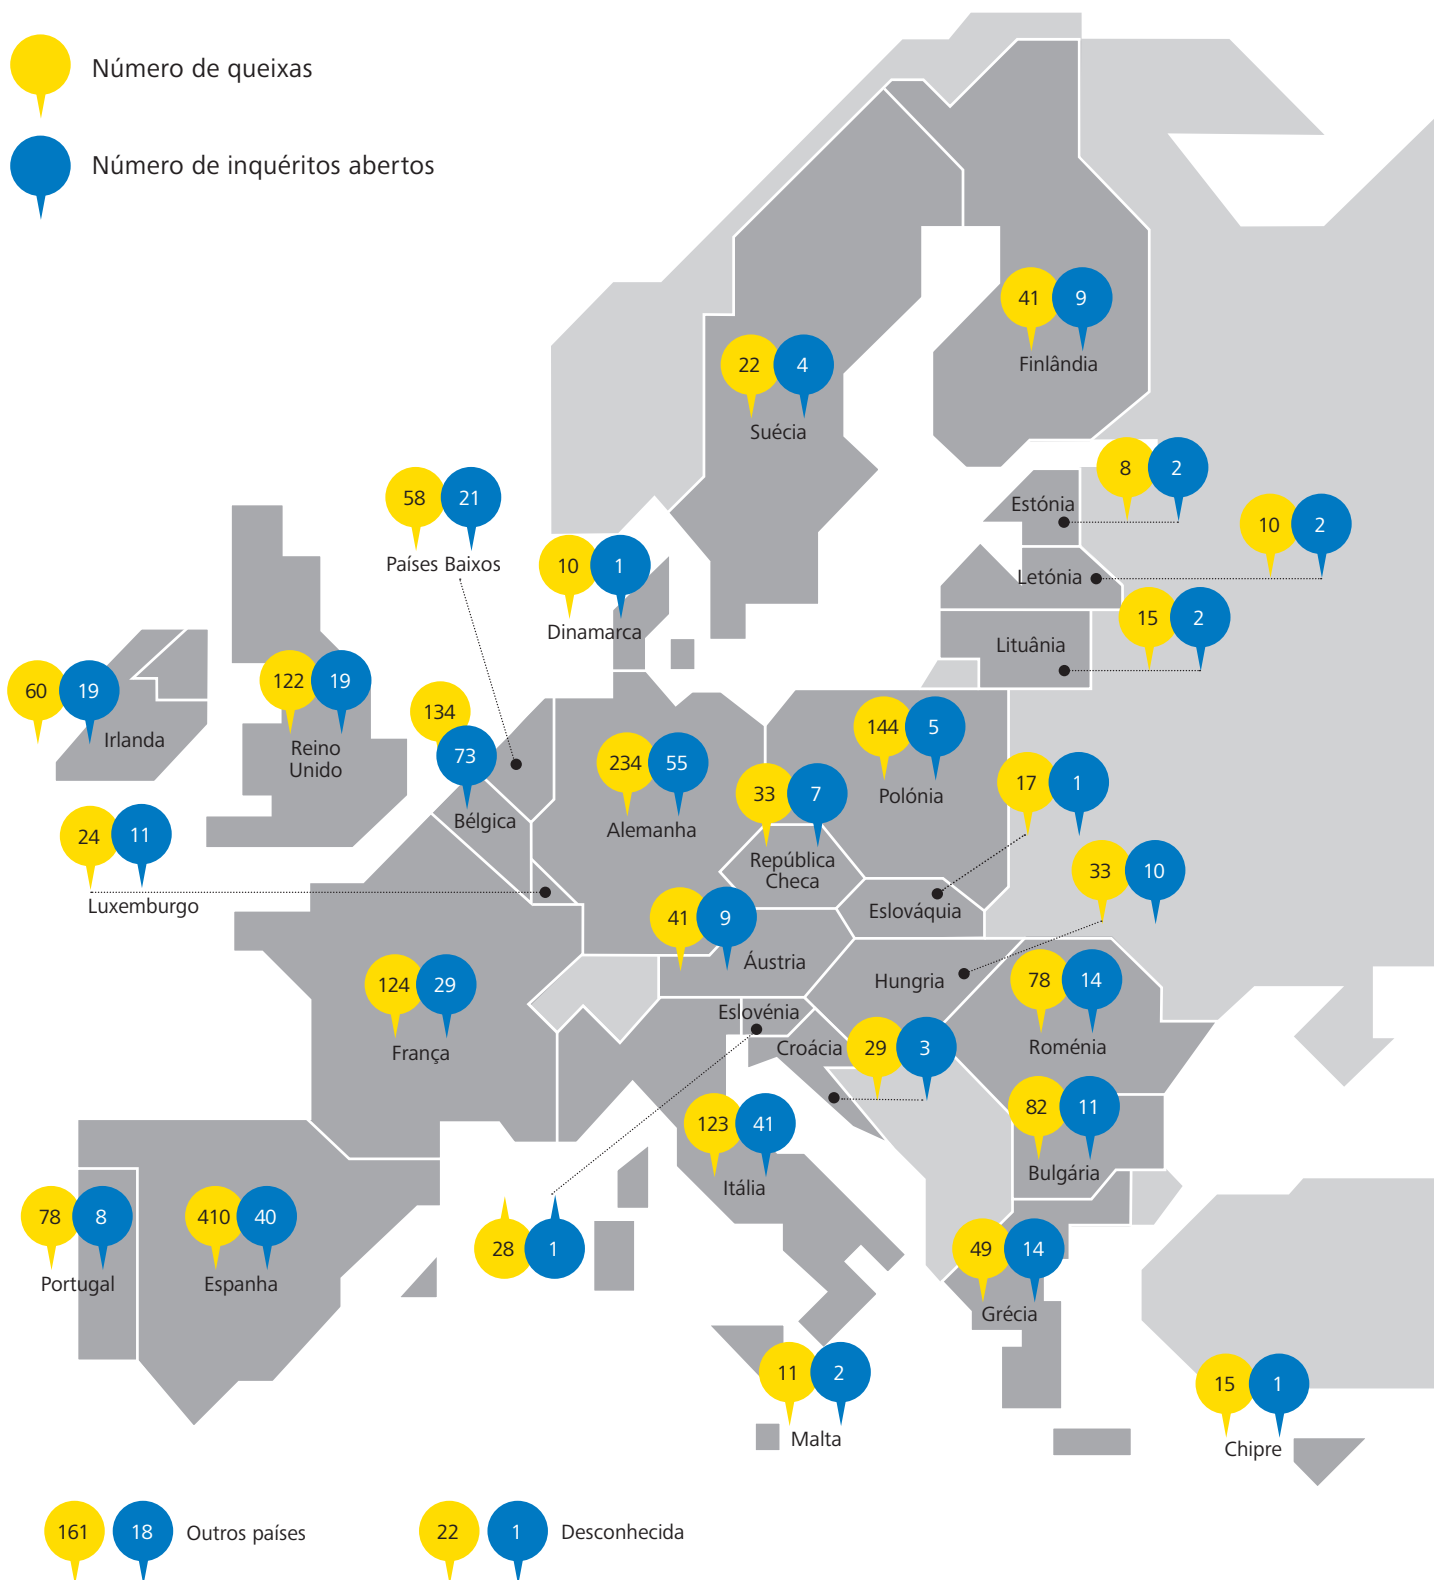 Número de queixas
Número de inquéritos abertos
41 9
Finlândia
22 4
Suécia
8 2
Estónia
58 21
Países Baixos
10 2
Letónia
10 1
Dinamarca
15 2
Lituânia
60 19
Irlanda
122 19
Reino
Unido
134
73
Bélgica
234 55
Alemanha
144 5
Polónia
33 7
República
Checa
17 1
Eslováquia
24 11
Luxemburgo
33 10
Hungria
41 9
Áustria
124 29
França
78 14
Roménia
Eslovénia
28 1
Croácia 29 3
82 11
Bulgária
123 41
Itália
78 8
Portugal
410 40
Espanha
49 14
Grécia
11 2
Malta
15 1
Chipre
161 18 Outros países
22 1 Desconhecida